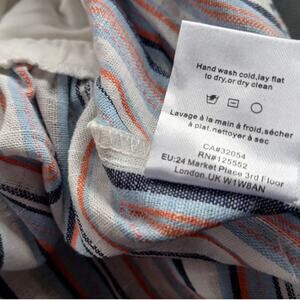 Hand wash cold,lay flat
to dry,or dry clean
Lavage à la main à froid,sécher
à plat,nettoyer à sec
CA#32054
RN#125552
EU:24 Market Place 3rd Floor
London.UK W1W8AN